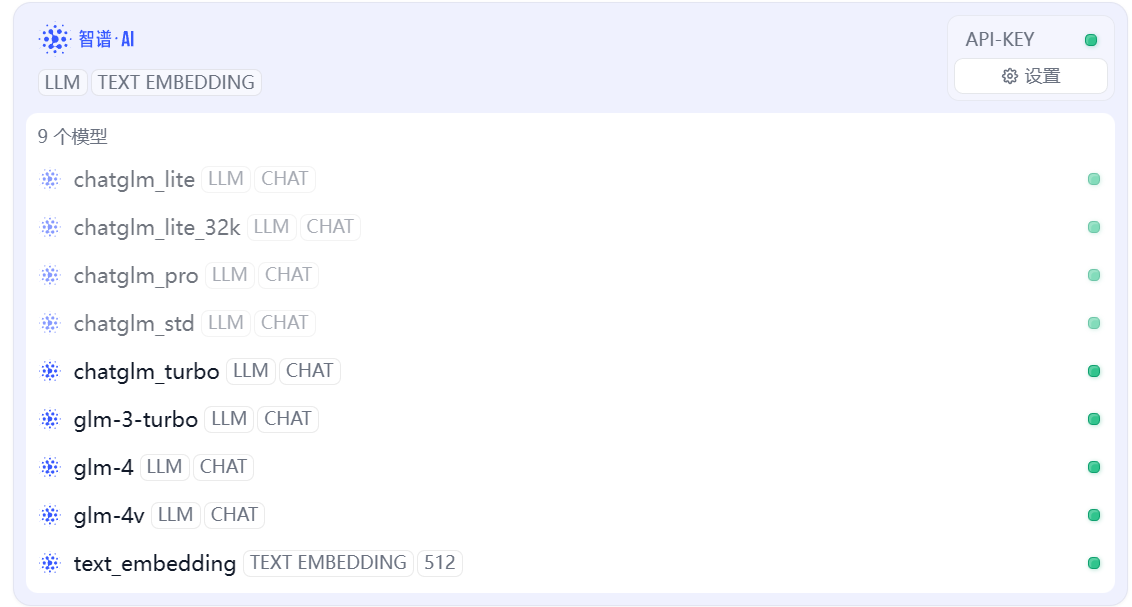 智谱·AI
API-KEY
LLM TEXT EMBEDDING
设置
9 个模型
chatglm_lite LLM CHAT
chatglm_lite_32k LLM CHAT
chatglm_pro LLM CHAT
chatglm_std LLM CHAT
chatglm_turbo LLM CHAT
glm-3-turbo LLM CHAT
glm-4 LLM CHAT
glm-4v LLM CHAT
text_embedding TEXT EMBEDDING 512